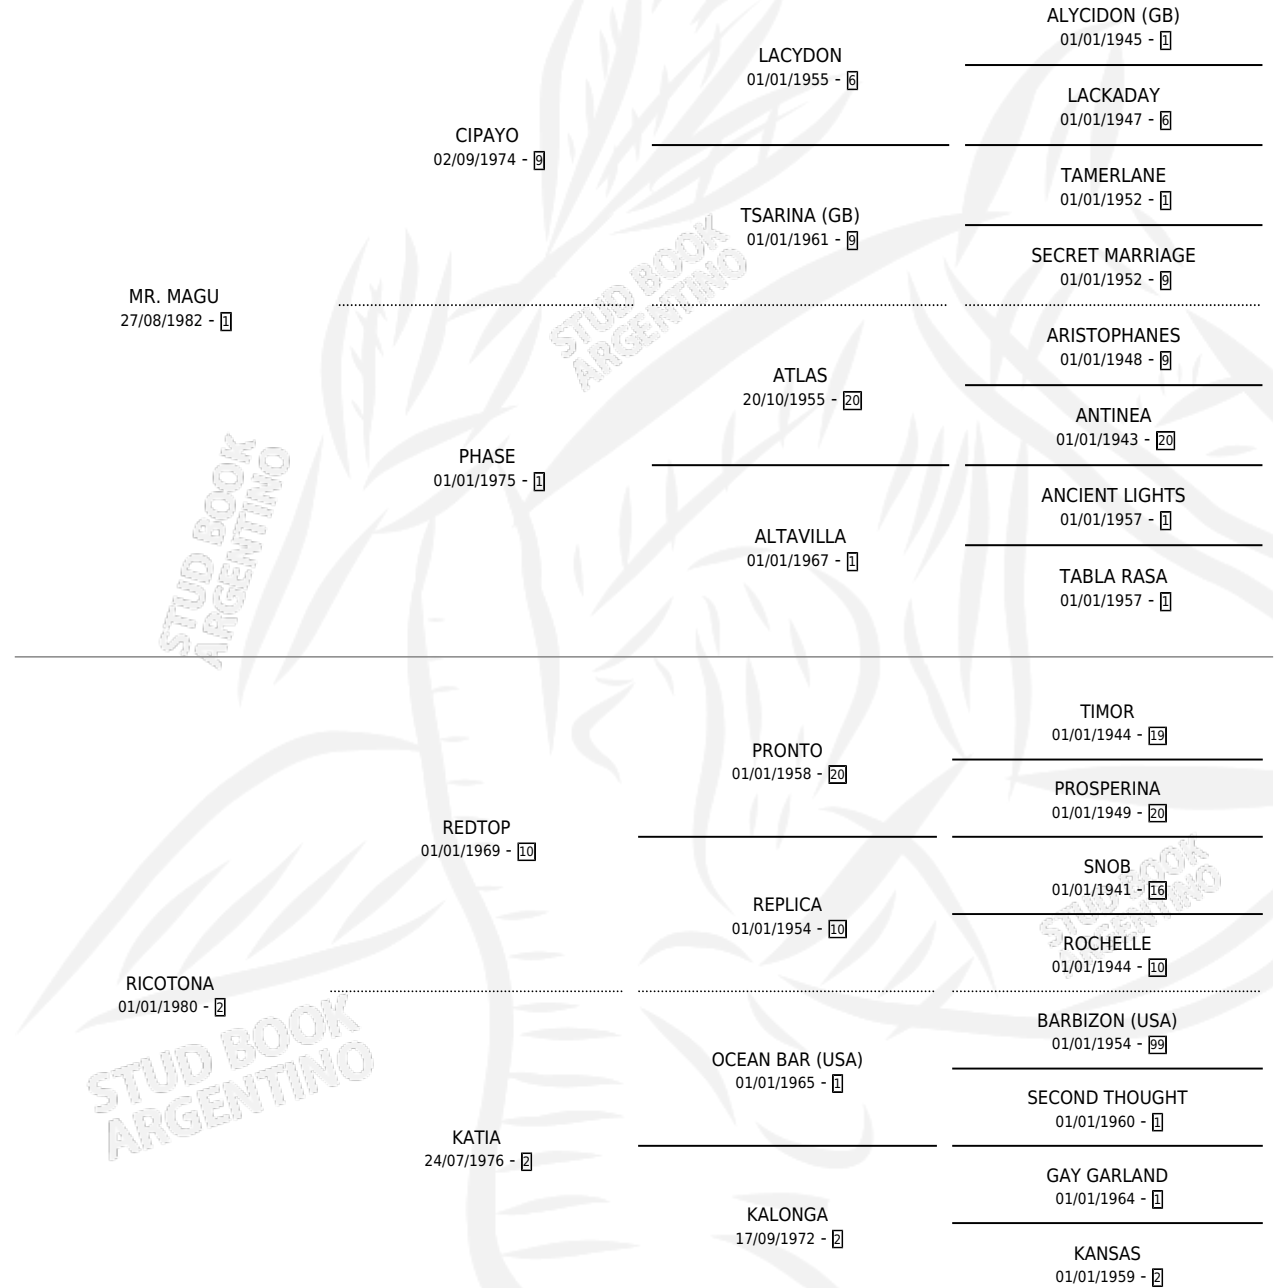 ALYCIDON (GB)
01/01/1945 - 1
LACYDON
01/01/1955 - 6
LACKADAY
01/01/1947 - 6
CIPAYO
02/09/1974 - 9
TAMERLANE
01/01/1952 - 1
TSARINA (GB)
01/01/1961 - 9
SECRET MARRIAGE
01/01/1952 - 9
MR. MAGU
27/08/1982 - 1
ARISTOPHANES
01/01/1948 - 9
ATLAS
20/10/1955 - 20
ANTINEA
01/01/1943 - 20
PHASE
01/01/1975 - 1
ANCIENT LIGHTS
01/01/1957 - 1
ALTAVILLA
01/01/1967 - 1
TABLA RASA
01/01/1957 - 1
TIMOR
01/01/1944 - 19
PRONTO
01/01/1958 - 20
PROSPERINA
01/01/1949 - 20
REDTOP
01/01/1969 - 10
SNOB
01/01/1941 - 16
REPLICA
01/01/1954 - 10
ROCHELLE
01/01/1944 - 10
RICOTONA
01/01/1980 - 2
BARBIZON (USA)
01/01/1954 - 99
OCEAN BAR (USA)
01/01/1965 - 1
SECOND THOUGHT
01/01/1960 - 1
KATIA
24/07/1976 - 2
GAY GARLAND
01/01/1964 - 1
KALONGA
17/09/1972 - 2
KANSAS
01/01/1959 - 2
STUD BOOK
ARGENTINO
STUD BOOK
ARGENTINO
STUD BOOK
ARGENTINO
STUD BOOK
ARGENTINO